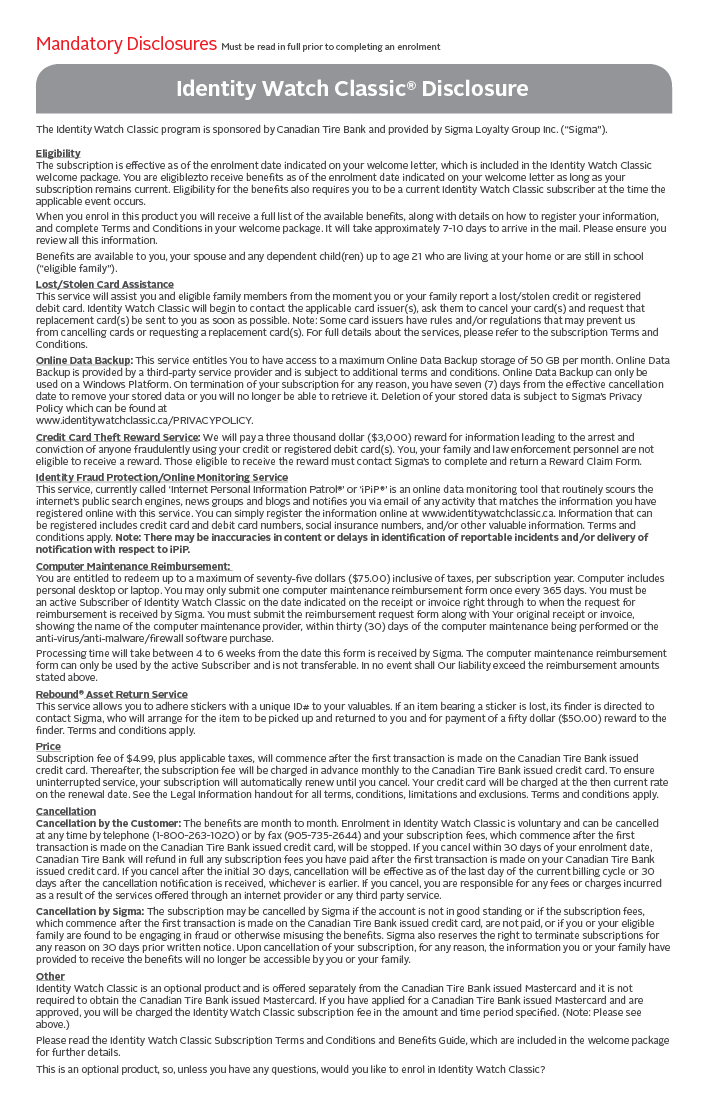 Mandatory Disclosures Must be read in full prior to completing an enrolment
Identity Watch Classic® Disclosure
The Identity Watch Classic program is sponsored by Canadian Tire Bank and provided by Sigma Loyalty Group Inc. (“Sigma”).
Eligibility
The subscription is effective as of the enrolment date indicated on your welcome letter, which is included in the Identity Watch Classic
welcome package. You are eligiblezto receive benefits as of the enrolment date indicated on your welcome letter as long as your
subscription remains current. Eligibility for the benefits also requires you to be a current Identity Watch Classic subscriber at the time the
applicable event occurs.
When you enrol in this product you will receive a full list of the available benefits, along with details on how to register your information,
and complete Terms and Conditions in your welcome package. It will take approximately 7-10 days to arrive in the mail. Please ensure you
review all this information.
Benefits are available to you, your spouse and any dependent child(ren) up to age 21 who are living at your home or are still in school
(“eligible family”).
Lost/Stolen Card Assistance
This service will assist you and eligible family members from the moment you or your family report a lost/stolen credit or registered
debit card. Identity Watch Classic will begin to contact the applicable card issuer(s), ask them to cancel your card(s) and request that
replacement card(s) be sent to you as soon as possible. Note: Some card issuers have rules and/or regulations that may prevent us
from cancelling cards or requesting a replacement card(s). For full details about the services, please refer to the subscription Terms and
Conditions.
Online Data Backup: This service entitles You to have access to a maximum Online Data Backup storage of 50 GB per month. Online Data
Backup is provided by a third-party service provider and is subject to additional terms and conditions. Online Data Backup can only be
used on a Windows Platform. On termination of your subscription for any reason, you have seven (7) days from the effective cancellation
date to remove your stored data or you will no longer be able to retrieve it. Deletion of your stored data is subject to Sigma's Privacy
Policy which can be found at
www.identitywatchclassic.ca/PRIVACYPOLICY.
Credit Card Theft Reward Service: We will pay a three thousand dollar ($3,000) reward for information leading to the arrest and
conviction of anyone fraudulently using your credit or registered debit card(s). You, your family and law enforcement personnel are not
eligible to receive a reward. Those eligible to receive the reward must contact Sigma's to complete and return a Reward Claim Form.
Identity Fraud Protection/Online Monitoring Service
This service, currently called 'Internet Personal Information Patrol®' or 'iPiP®' is an online data monitoring tool that routinely scours the
internet's public search engines, news groups and blogs and notifies you via email of any activity that matches the information you have
registered online with this service. You can simply register the information online at www.identitywatchclassic.ca. Information that can
be registered includes credit card and debit card numbers, social insurance numbers, and/or other valuable information. Terms and
conditions apply. Note: There may be inaccuracies in content or delays in identification of reportable incidents and/or delivery of
notification with respect to iPiP.
Computer Maintenance Reimbursement:
You are entitled to redeem up to a maximum of seventy-five dollars ($75.00) inclusive of taxes, per subscription year. Computer includes
personal desktop or laptop. You may only submit one computer maintenance reimbursement form once every 365 days. You must be
an active Subscriber of Identity Watch Classic on the date indicated on the receipt or invoice right through to when the request for
reimbursement is received by Sigma. You must submit the reimbursement request form along with Your original receipt or invoice,
showing the name of the computer maintenance provider, within thirty (30) days of the computer maintenance being performed or the
anti-virus/anti-malware/firewall software purchase.
Processing time will take between 4 to 6 weeks from the date this form is received by Sigma. The computer maintenance reimbursement
form can only be used by the active Subscriber and is not transferable. In no event shall Our liability exceed the reimbursement amounts
stated above.
Rebound® Asset Return Service
This service allows you to adhere stickers with a unique ID# to your valuables. If an item bearing a sticker is lost, its finder is directed to
contact Sigma, who will arrange for the item to be picked up and returned to you and for payment of a fifty dollar ($50.00) reward to the
finder. Terms and conditions apply.
Price
Subscription fee of $4.99, plus applicable taxes, will commence after the first transaction is made on the Canadian Tire Bank issued
credit card. Thereafter, the subscription fee will be charged in advance monthly to the Canadian Tire Bank issued credit card. To ensure
uninterrupted service, your subscription will automatically renew until you cancel. Your credit card will be charged at the then current rate
on the renewal date. See the Legal Information handout for all terms, conditions, limitations and exclusions. Terms and conditions apply.
Cancellation
Cancellation by the Customer: The benefits are month to month. Enrolment in Identity Watch Classic is voluntary and can be cancelled
at any time by telephone (1-800-263-1020) or by fax (905-735-2644) and your subscription fees, which commence after the first
transaction is made on the Canadian Tire Bank issued credit card, will be stopped. If you cancel within 30 days of your enrolment date,
Canadian Tire Bank will refund in full any subscription fees you have paid after the first transaction is made on your Canadian Tire Bank
issued credit card. If you cancel after the initial 30 days, cancellation will be effective as of the last day of the current billing cycle or 30
days after the cancellation notification is received, whichever is earlier. If you cancel, you are responsible for any fees or charges incurred
as a result of the services offered through an internet provider or any third party service.
Cancellation by Sigma: The subscription may be cancelled by Sigma if the account is not in good standing or if the subscription fees,
which commence after the first transaction is made on the Canadian Tire Bank issued credit card, are not paid, or if you or your eligible
family are found to be engaging in fraud or otherwise misusing the benefits. Sigma also reserves the right to terminate subscriptions for
any reason on 30 days prior written notice. Upon cancellation of your subscription, for any reason, the information you or your family have
provided to receive the benefits will no longer be accessible by you or your family.
Other
Identity Watch Classic is an optional product and is offered separately from the Canadian Tire Bank issued Mastercard and it is not
required to obtain the Canadian Tire Bank issued Mastercard. If you have applied for a Canadian Tire Bank issued Mastercard and are
approved, you will be charged the Identity Watch Classic subscription fee in the amount and time period specified. (Note: Please see
above.)
Please read the Identity Watch Classic Subscription Terms and Conditions and Benefits Guide, which are included in the welcome package
for further details.
This is an optional product, so, unless you have any questions, would you like to enrol in Identity Watch Classic?